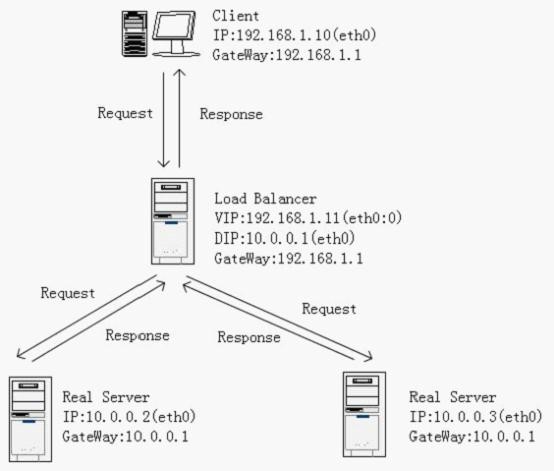 Client
IP:192.168.1.10(eth0)
GateWay:192.168.1.1
Request
Response
Load Balancer
VIP:192.168.1.11(eth0:0)
DIP:10.0.0.1(eth0)
GateWay:192.168.1.1
Request
Request
Response
Response
Real Server
IP:10.0.0.2(eth0)
GateWay:10.0.0.1
Real Server
IP:10.0.0.3(eth0)
GateWay:10.0.0.1